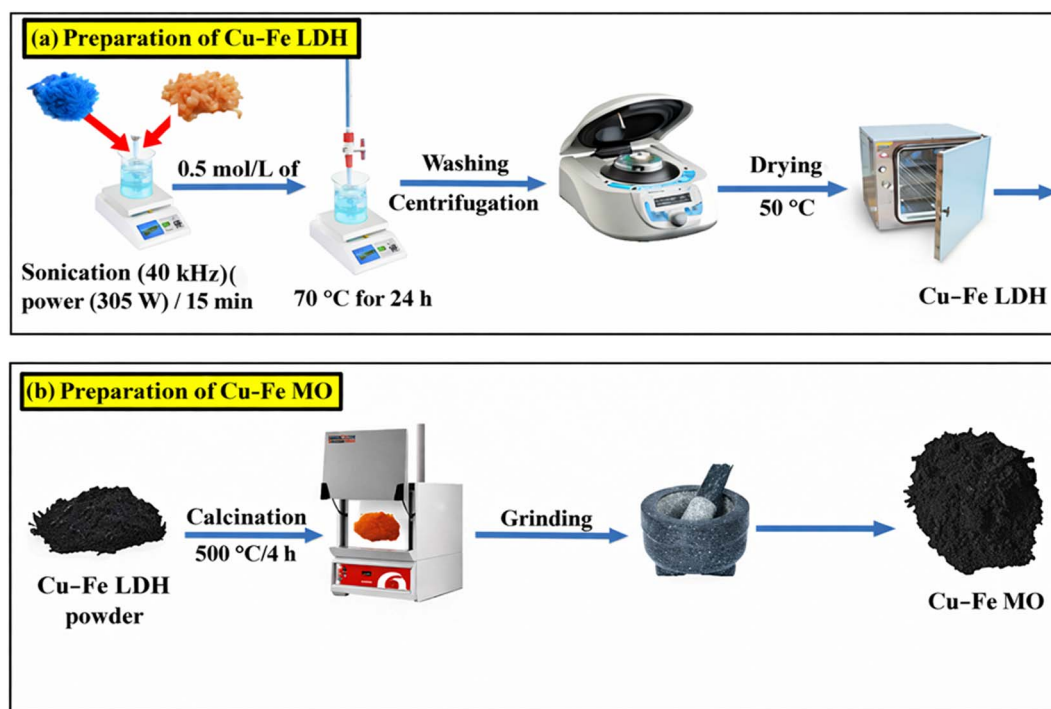 (a) Preparation of Cu–Fe LDH
0.5 mol/L of
Washing
Centrifugation
Drying
50 °C
Sonication (40 kHz)(
power (305 W) / 15 min
70 °C for 24 h
Cu–Fe LDH
(b) Preparation of Cu–Fe MO
Calcination
500 °C/4 h
Grinding
Cu–Fe LDH
powder
Cu–Fe MO